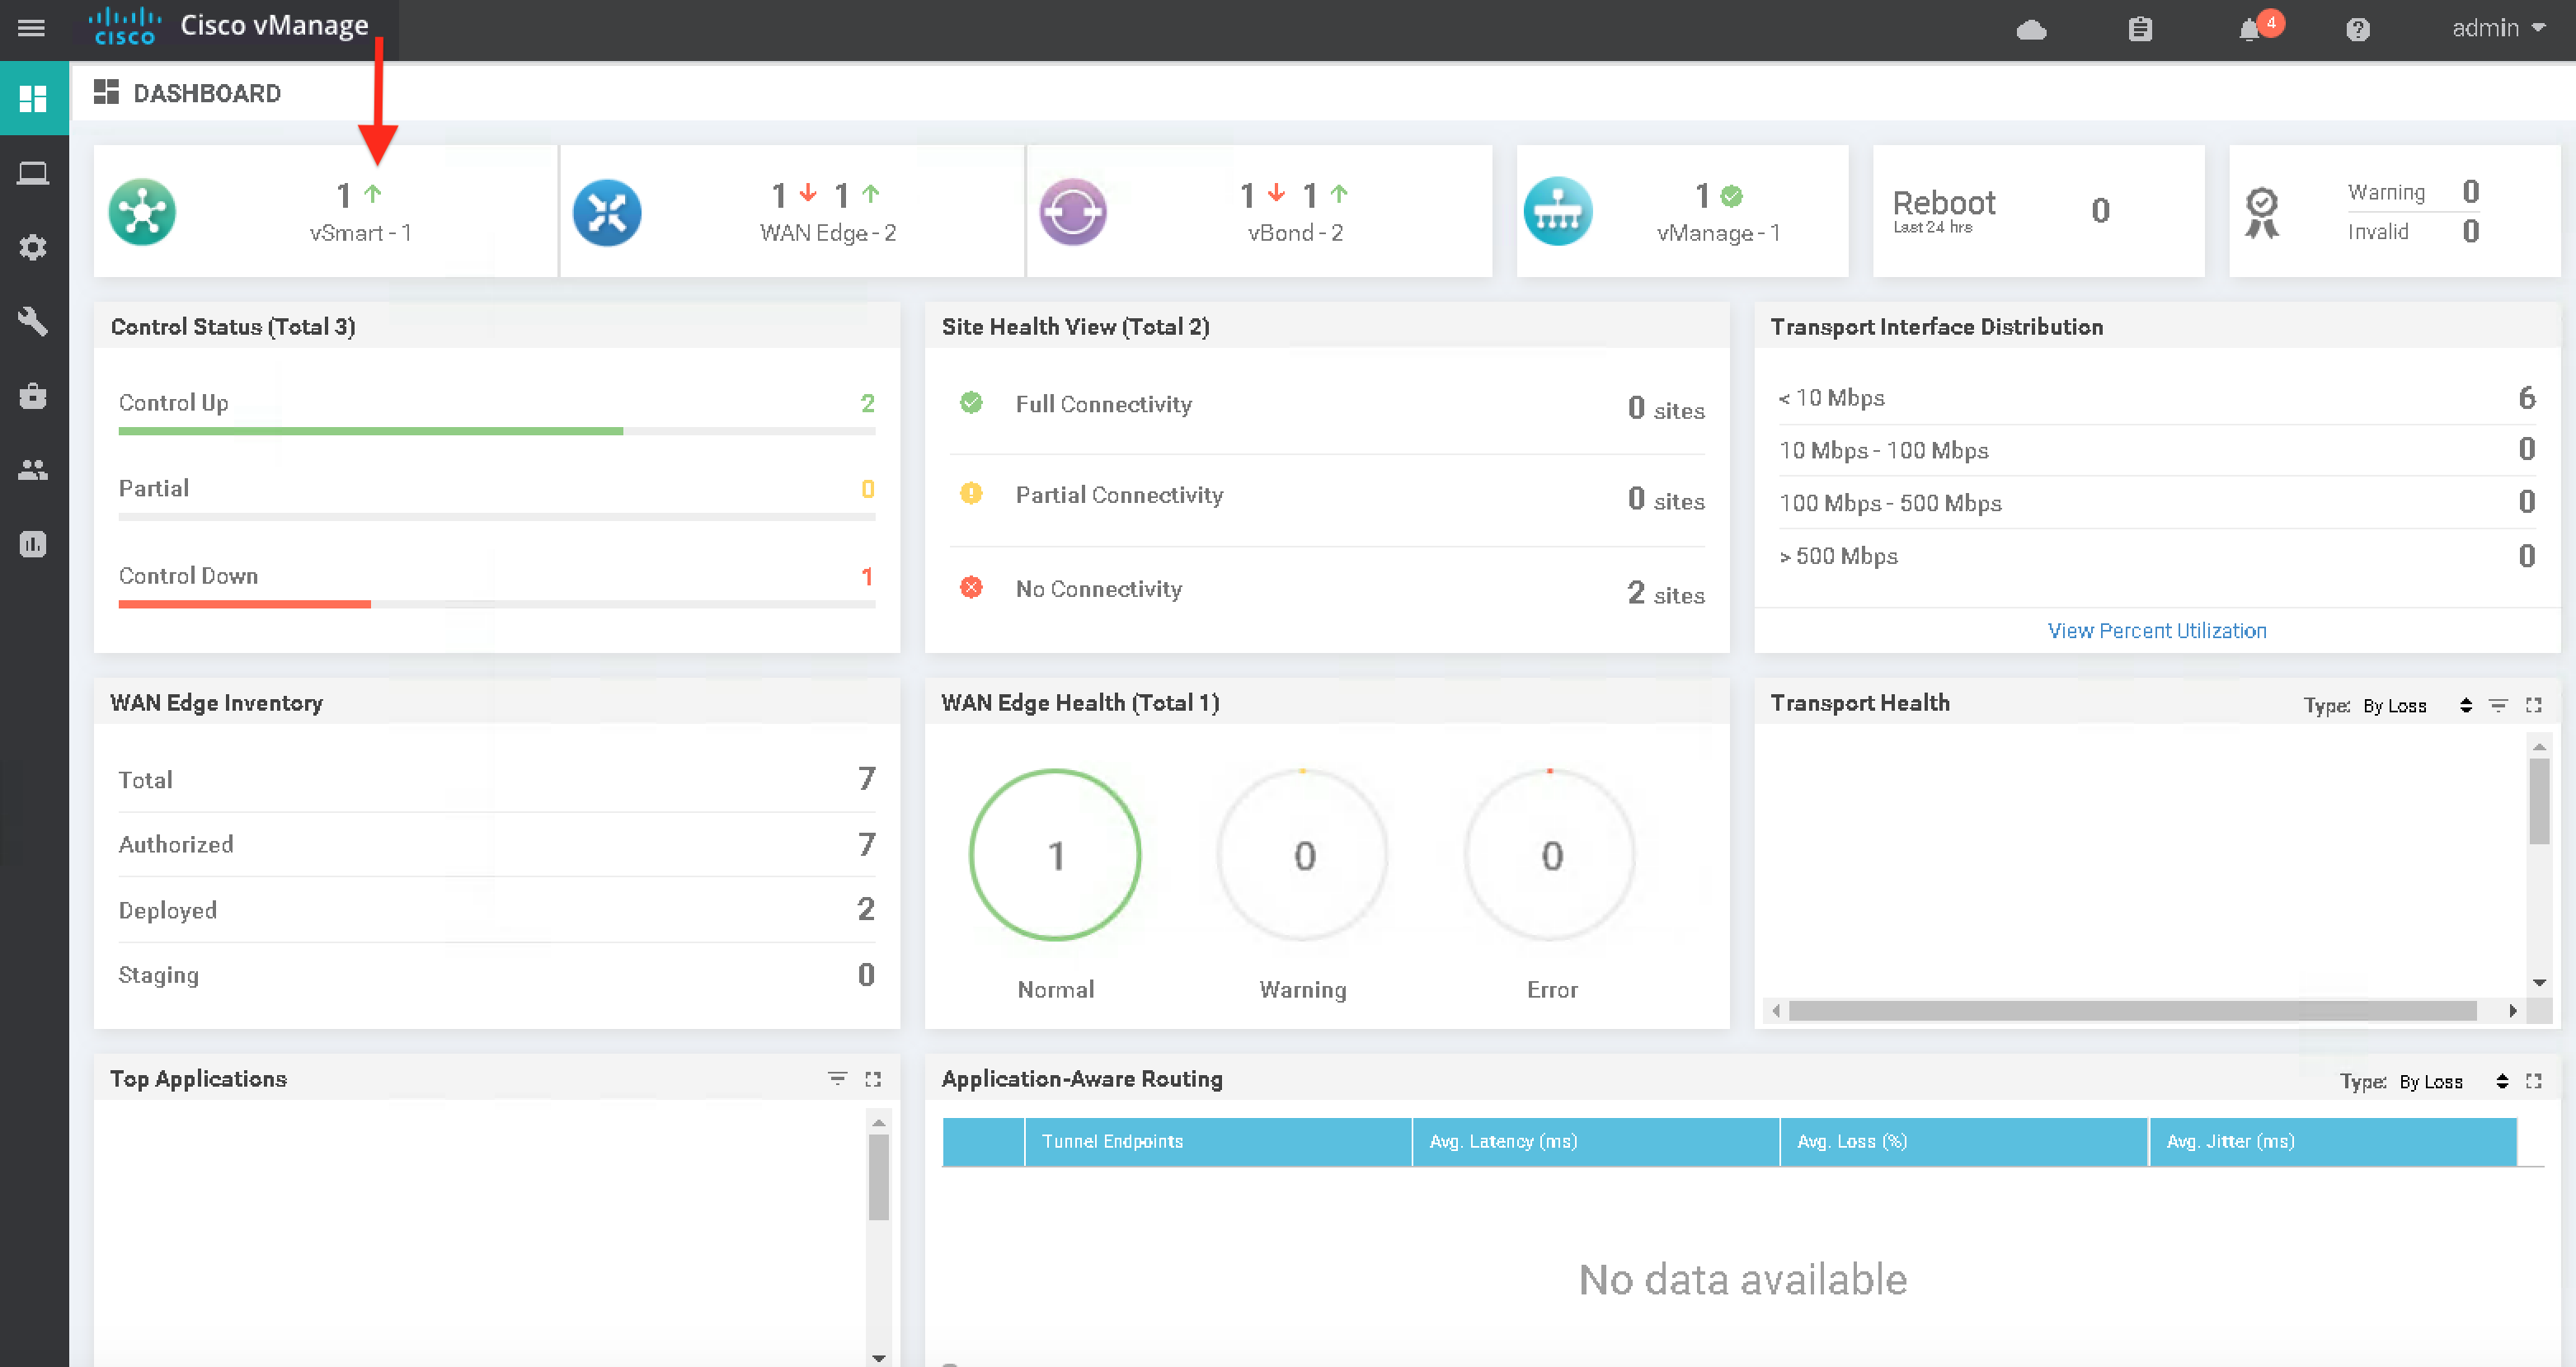 cisco Cisco vManage
4
admin
DASHBOARD
1
vSmart - 1
1 1
WAN Edge - 2
1 1
vBond - 2
1
vManage - 1
Reboot
Last 24 hrs
0
Warning 0
Invalid 0
Control Status (Total 3)
Control Up 2
Partial 0
Control Down 1
Site Health View (Total 2)
Full Connectivity 0 sites
Partial Connectivity 0 sites
No Connectivity 2 sites
Transport Interface Distribution
< 10 Mbps 6
10 Mbps - 100 Mbps 0
100 Mbps - 500 Mbps 0
> 500 Mbps 0
View Percent Utilization
WAN Edge Inventory
Total 7
Authorized 7
Deployed 2
Staging 0
WAN Edge Health (Total 1)
1 0 0
Normal Warning Error
Transport Health
Type: By Loss
Top Applications
Application-Aware Routing
Type: By Loss
Tunnel Endpoints Avg. Latency (ms) Avg. Loss (%) Avg. Jitter (ms)
No data available